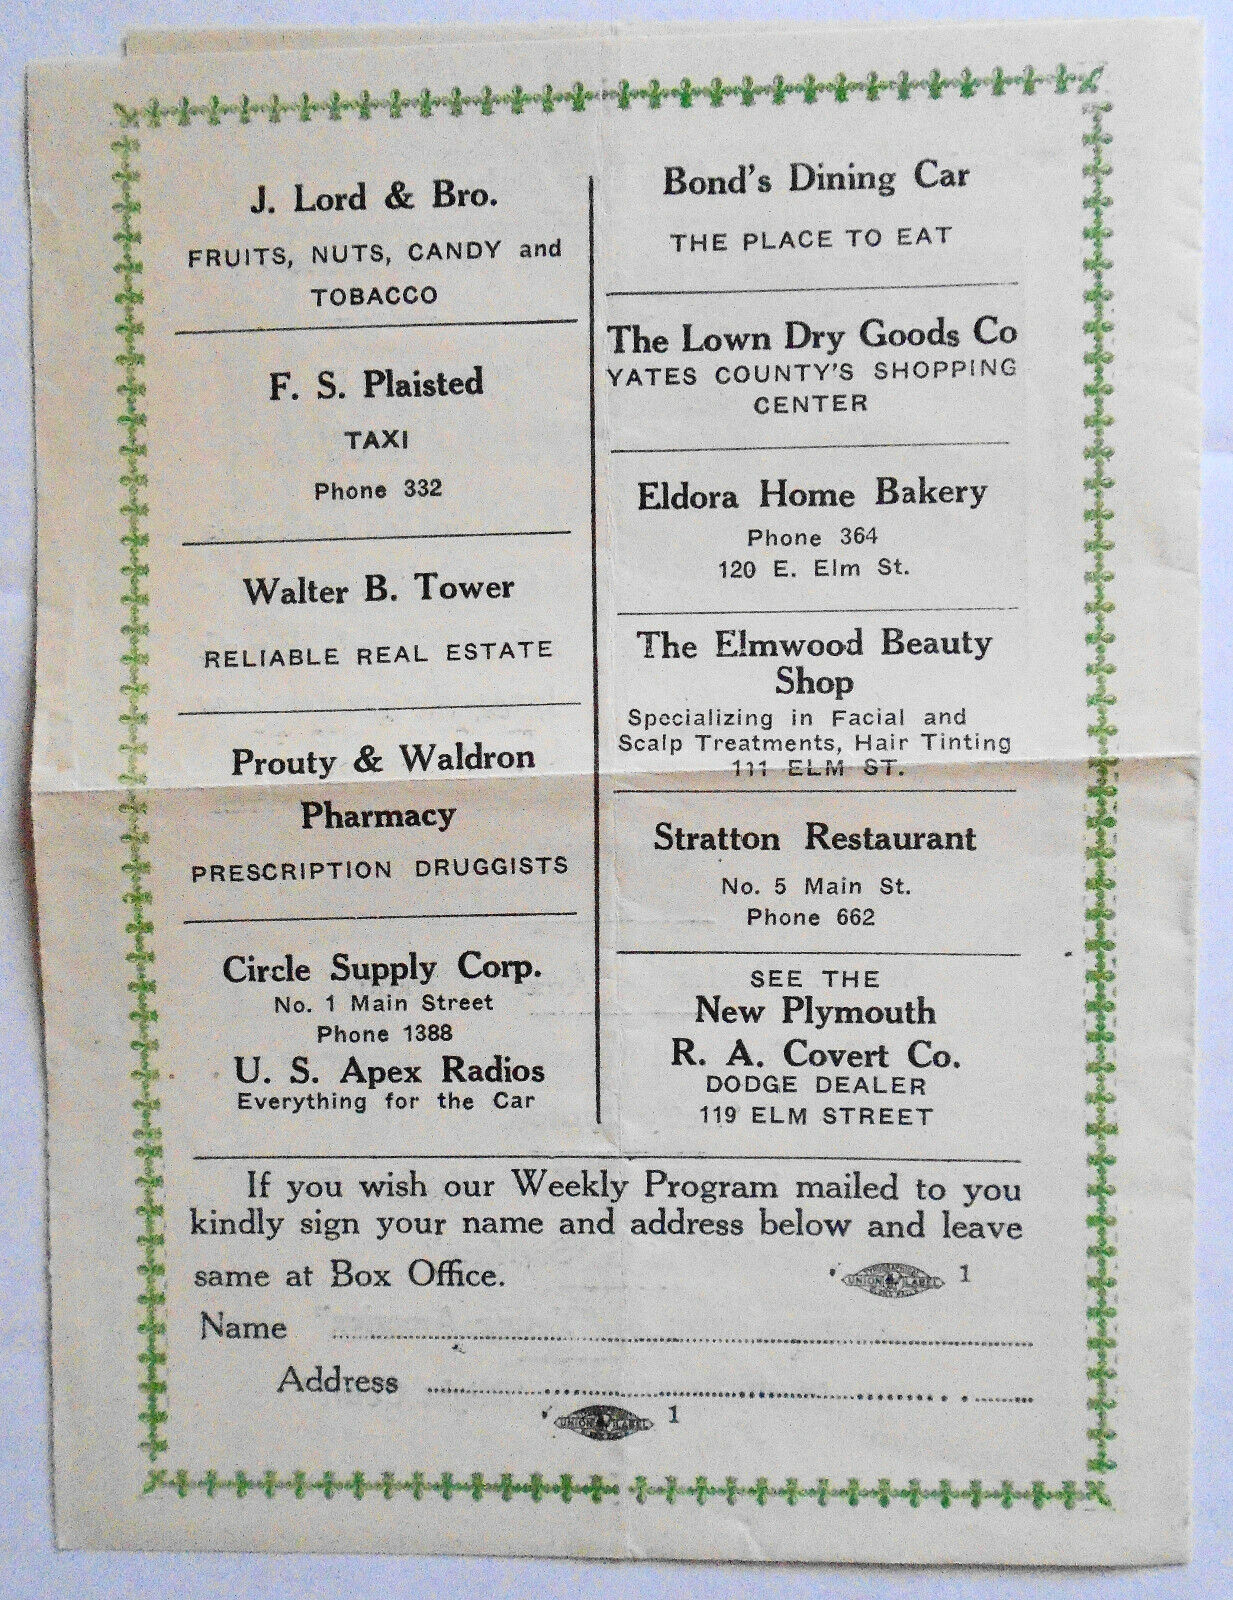 J. Lord & Bro.
FRUITS, NUTS, CANDY and
TOBACCO
F. S. Plaisted
TAXI
Phone 332
Walter B. Tower
RELIABLE REAL ESTATE
Prouty & Waldron
Pharmacy
PRESCRIPTION DRUGGISTS
Circle Supply Corp.
No. 1 Main Street
Phone 1388
U. S. Apex Radios
Everything for the Car
Bond's Dining Car
THE PLACE TO EAT
The Lown Dry Goods Co
YATES COUNTY'S SHOPPING
CENTER
Eldora Home Bakery
Phone 364
120 E. Elm St.
The Elmwood Beauty
Shop
Specializing in Facial and
Scalp Treatments, Hair Tinting
111 ELM ST.
Stratton Restaurant
No. 5 Main St.
Phone 662
SEE THE
New Plymouth
R. A. Covert Co.
DODGE DEALER
119 ELM STREET
If you wish our Weekly Program mailed to you
kindly sign your name and address below and leave
same at Box Office.
UNION LABEL 1
Name
Address
UNION LABEL 1